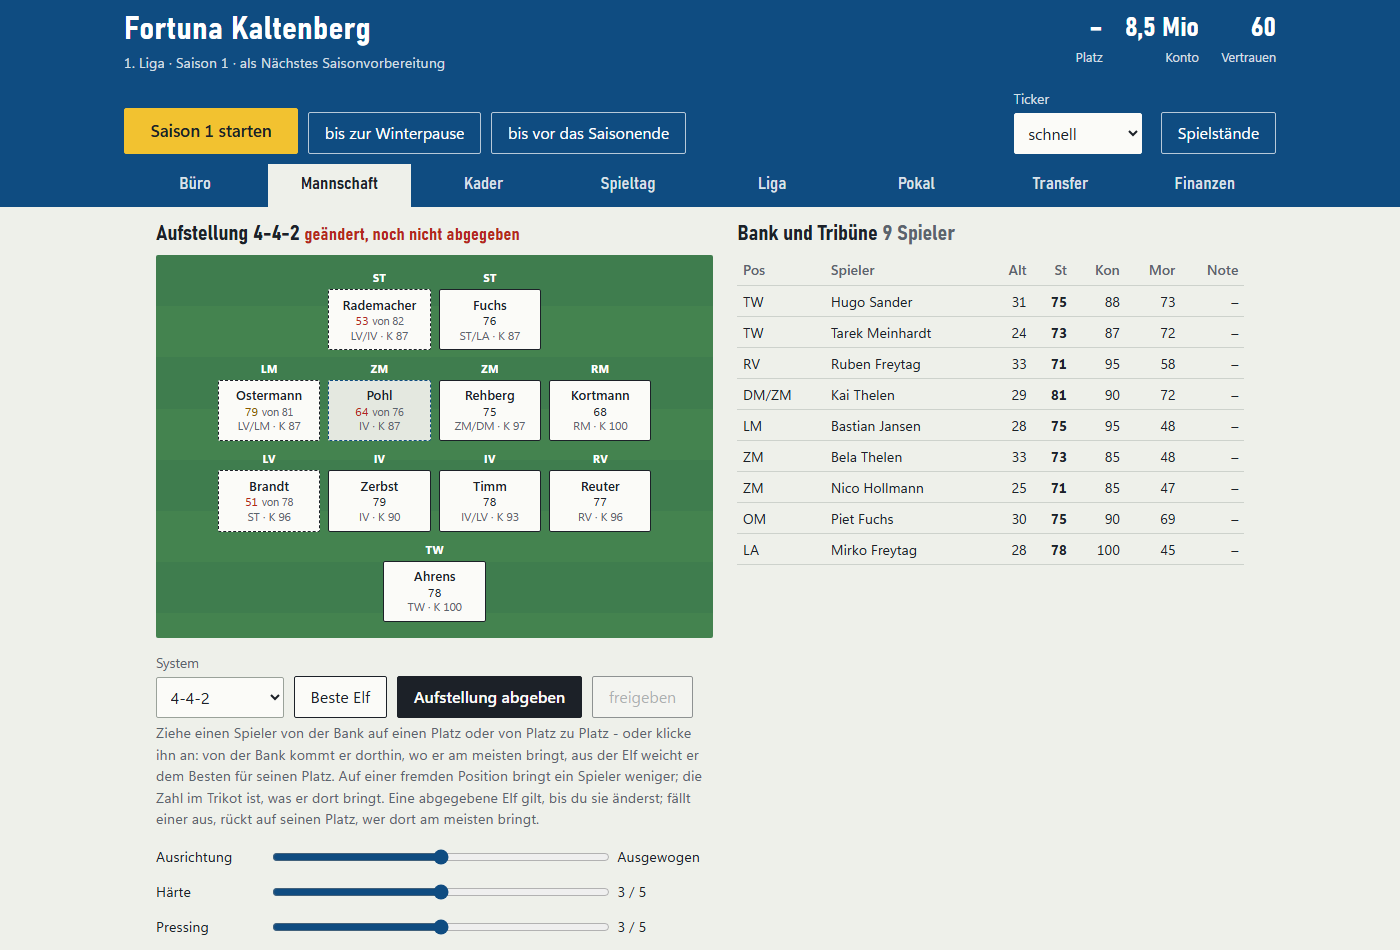 Fortuna Kaltenberg
1. Liga · Saison 1 · als Nächstes Saisonvorbereitung
– 8,5 Mio 60
Platz Konto Vertrauen
Saison 1 starten bis zur Winterpause bis vor das Saisonende
Ticker
schnell Spielstände
Büro Mannschaft Kader Spieltag Liga Pokal Transfer Finanzen
Aufstellung 4-4-2 geändert, noch nicht abgegeben
ST ST
Rademacher Fuchs
53 von 82 76
LV/IV · K 87 ST/LA · K 87
LM ZM ZM RM
Ostermann Pohl Rehberg Kortmann
79 von 81 64 von 76 75 68
LV/LM · K 87 IV · K 87 ZM/DM · K 97 RM · K 100
LV IV IV RV
Brandt Zerbst Timm Reuter
51 von 78 79 78 77
ST · K 96 IV · K 90 IV/LV · K 93 RV · K 96
TW
Ahrens
78
TW · K 100
System
4-4-2 Beste Elf Aufstellung abgeben freigeben
Ziehe einen Spieler von der Bank auf einen Platz oder von Platz zu Platz - oder klicke
ihn an: von der Bank kommt er dorthin, wo er am meisten bringt, aus der Elf weicht er
dem Besten für seinen Platz. Auf einer fremden Position bringt ein Spieler weniger; die
Zahl im Trikot ist, was er dort bringt. Eine abgegebene Elf gilt, bis du sie änderst; fällt
einer aus, rückt auf seinen Platz, wer dort am meisten bringt.
Ausrichtung Ausgewogen
Härte 3 / 5
Pressing 3 / 5
Bank und Tribüne 9 Spieler
Pos Spieler Alt St Kon Mor Note
TW Hugo Sander 31 75 88 73 –
TW Tarek Meinhardt 24 73 87 72 –
RV Ruben Freytag 33 71 95 58 –
DM/ZM Kai Thelen 29 81 90 72 –
LM Bastian Jansen 28 75 95 48 –
ZM Bela Thelen 33 73 85 48 –
ZM Nico Hollmann 25 71 85 47 –
OM Piet Fuchs 30 75 90 69 –
LA Mirko Freytag 28 78 100 45 –